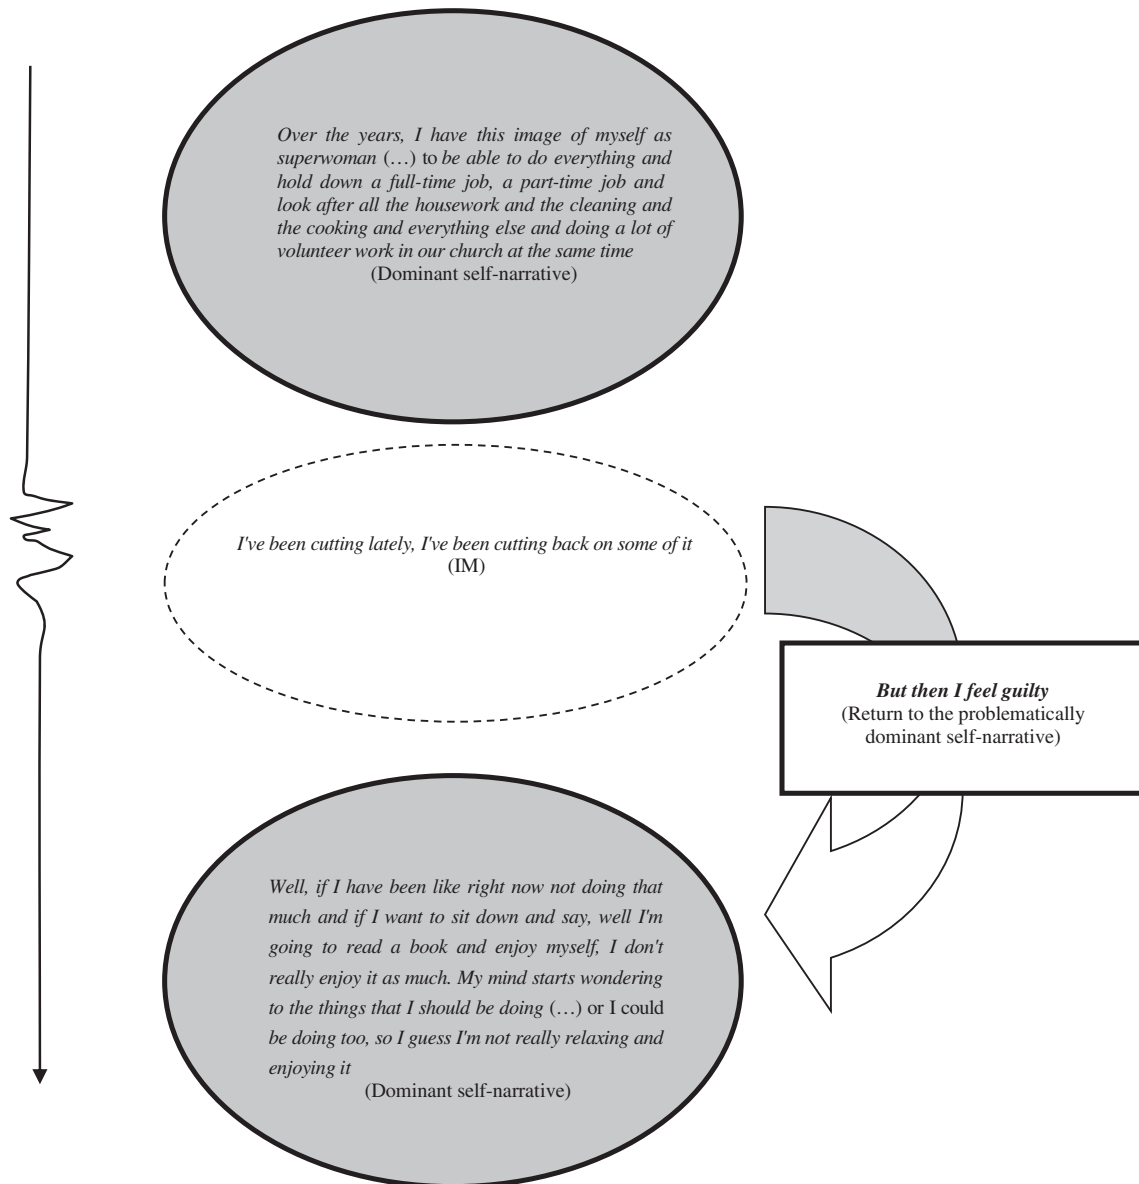 Over the years, I have this image of myself as
superwoman (…) to be able to do everything and
hold down a full-time job, a part-time job and
look after all the housework and the cleaning and
the cooking and everything else and doing a lot of
volunteer work in our church at the same time
(Dominant self-narrative)
I've been cutting lately, I've been cutting back on some of it
(IM)
But then I feel guilty
(Return to the problematically
dominant self-narrative)
Well, if I have been like right now not doing that
much and if I want to sit down and say, well I'm
going to read a book and enjoy myself, I don't
really enjoy it as much. My mind starts wondering
to the things that I should be doing (…) or I could
be doing too, so I guess I'm not really relaxing and
enjoying it
(Dominant self-narrative)